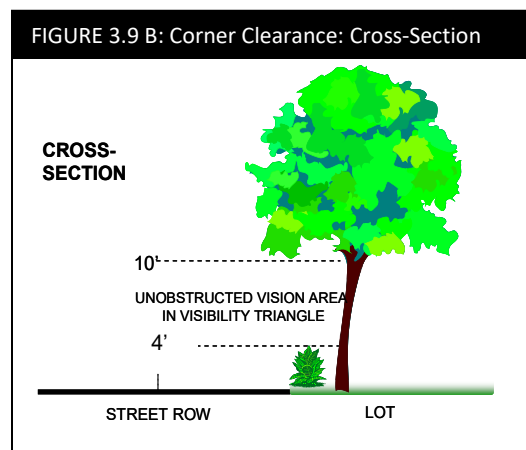 FIGURE 3.9 B: Corner Clearance: Cross-Section
CROSS-
SECTION
10'
UNOBSTRUCTED VISION AREA
IN VISIBILITY TRIANGLE
4'
STREET ROW
LOT